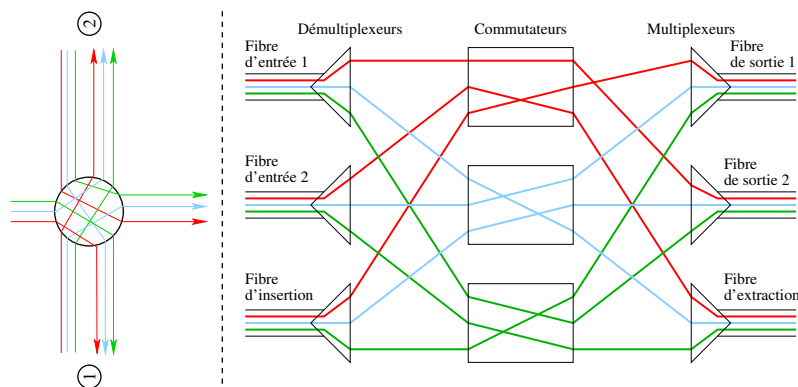 2
1
Démultiplexeurs
Commutateurs
Multiplexeurs
Fibre
d'entrée 1
Fibre
de sortie 1
Fibre
d'entrée 2
Fibre
de sortie 2
Fibre
d'insertion
Fibre
d'extraction